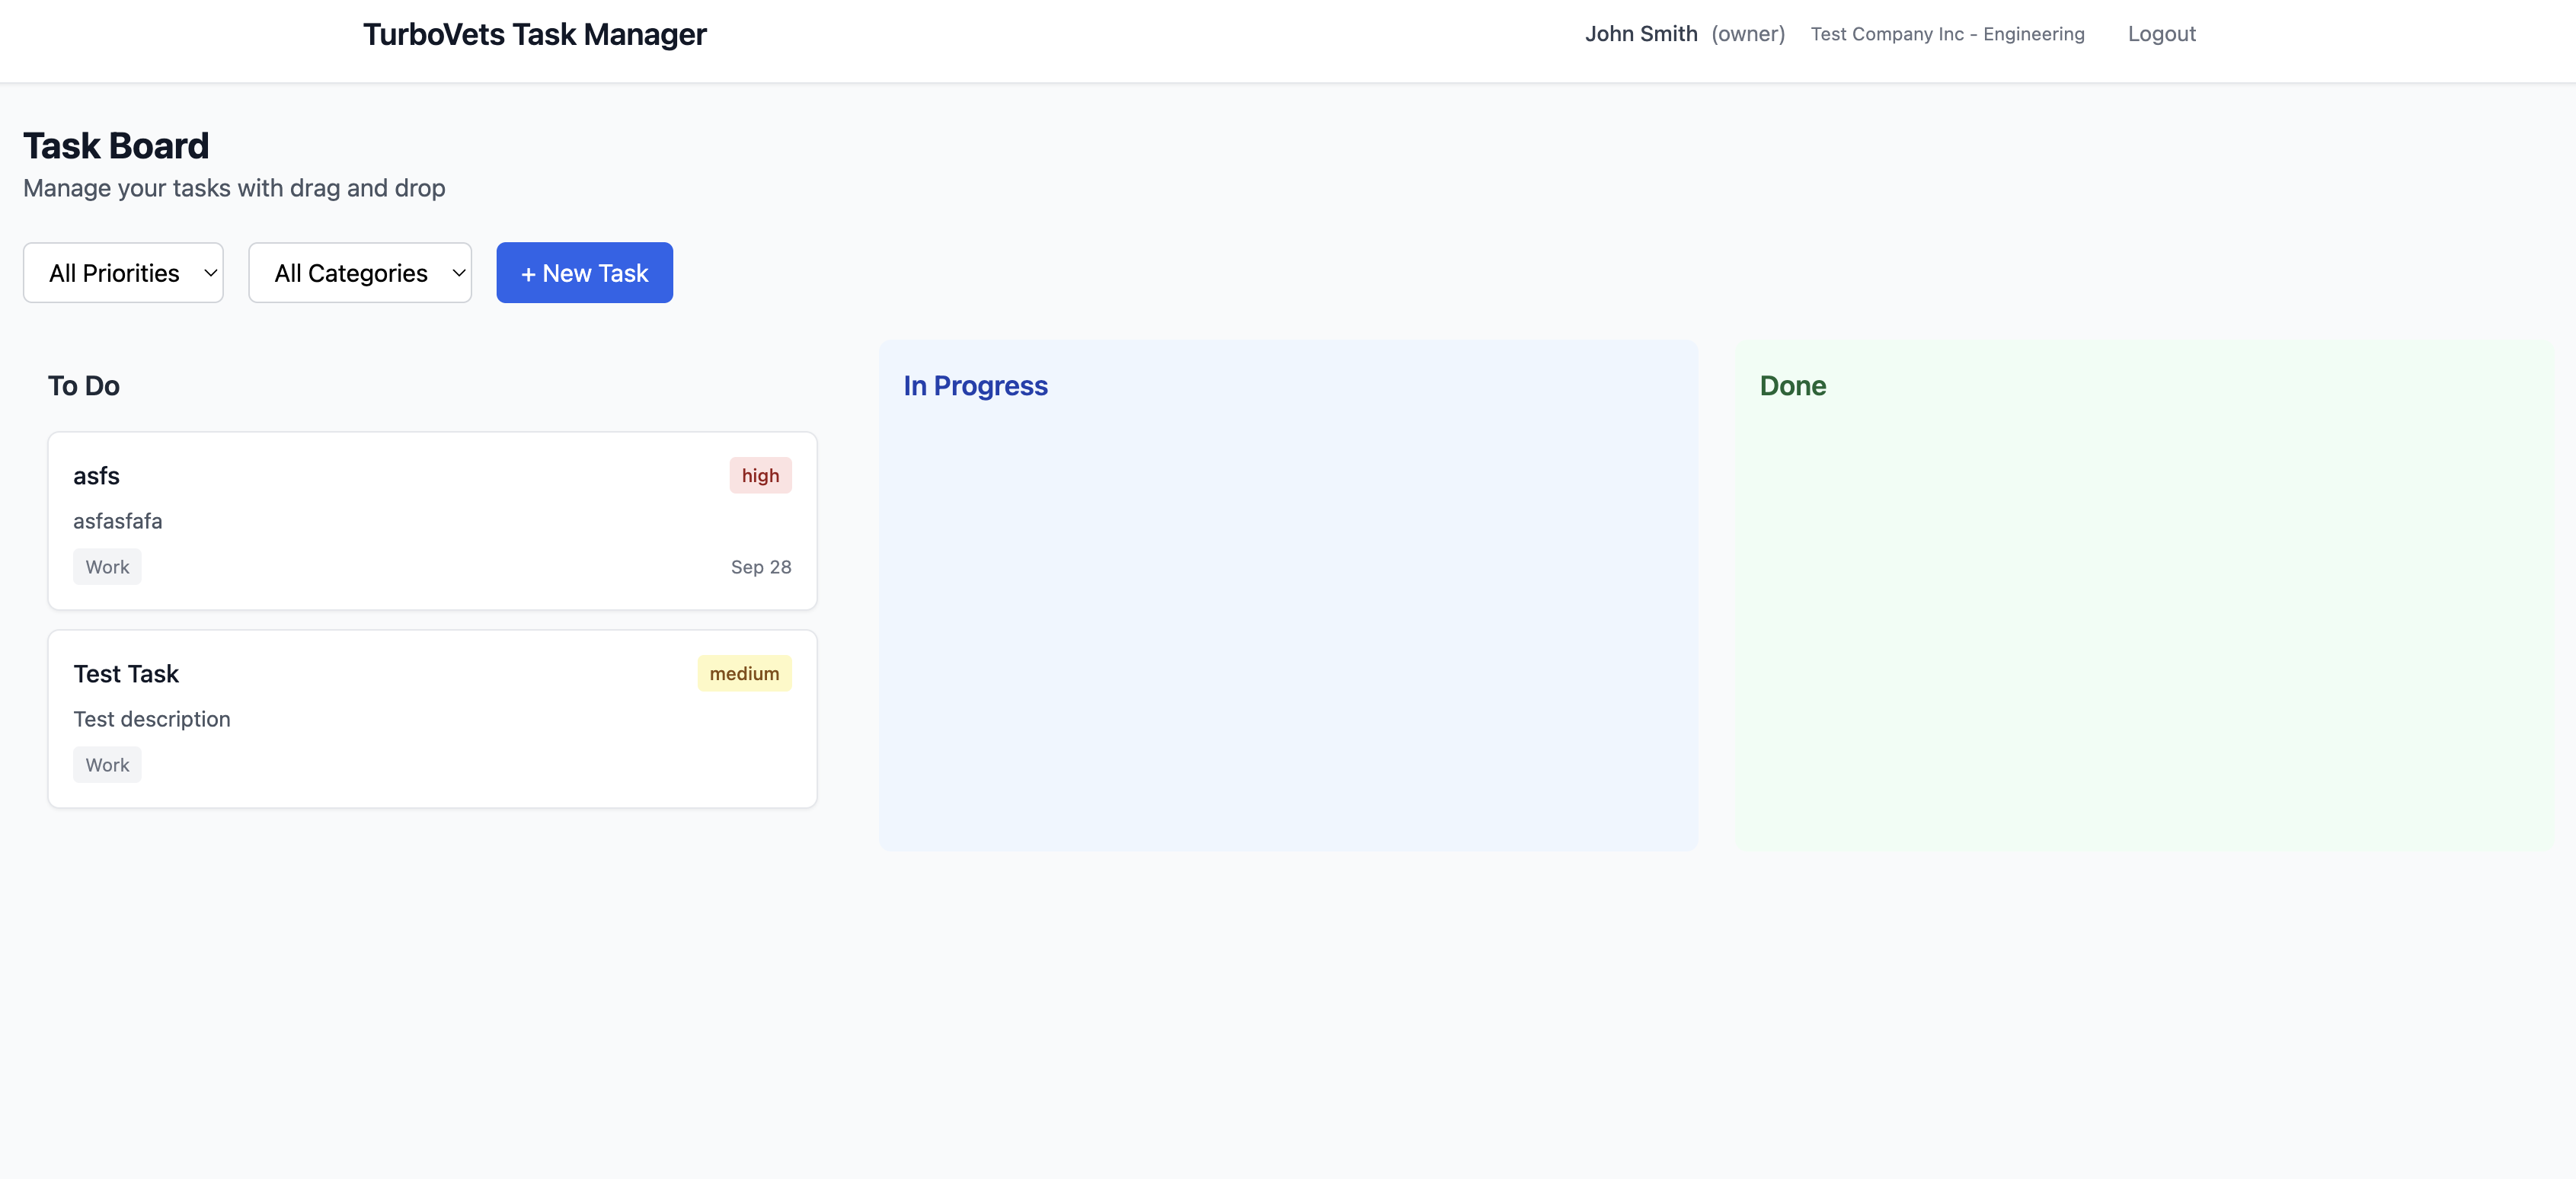 TurboVets Task Manager
John Smith (owner) Test Company Inc - Engineering Logout
Task Board
Manage your tasks with drag and drop
All Priorities All Categories + New Task
To Do
asfs high
asfasfafa
Work Sep 28
Test Task medium
Test description
Work
In Progress
Done